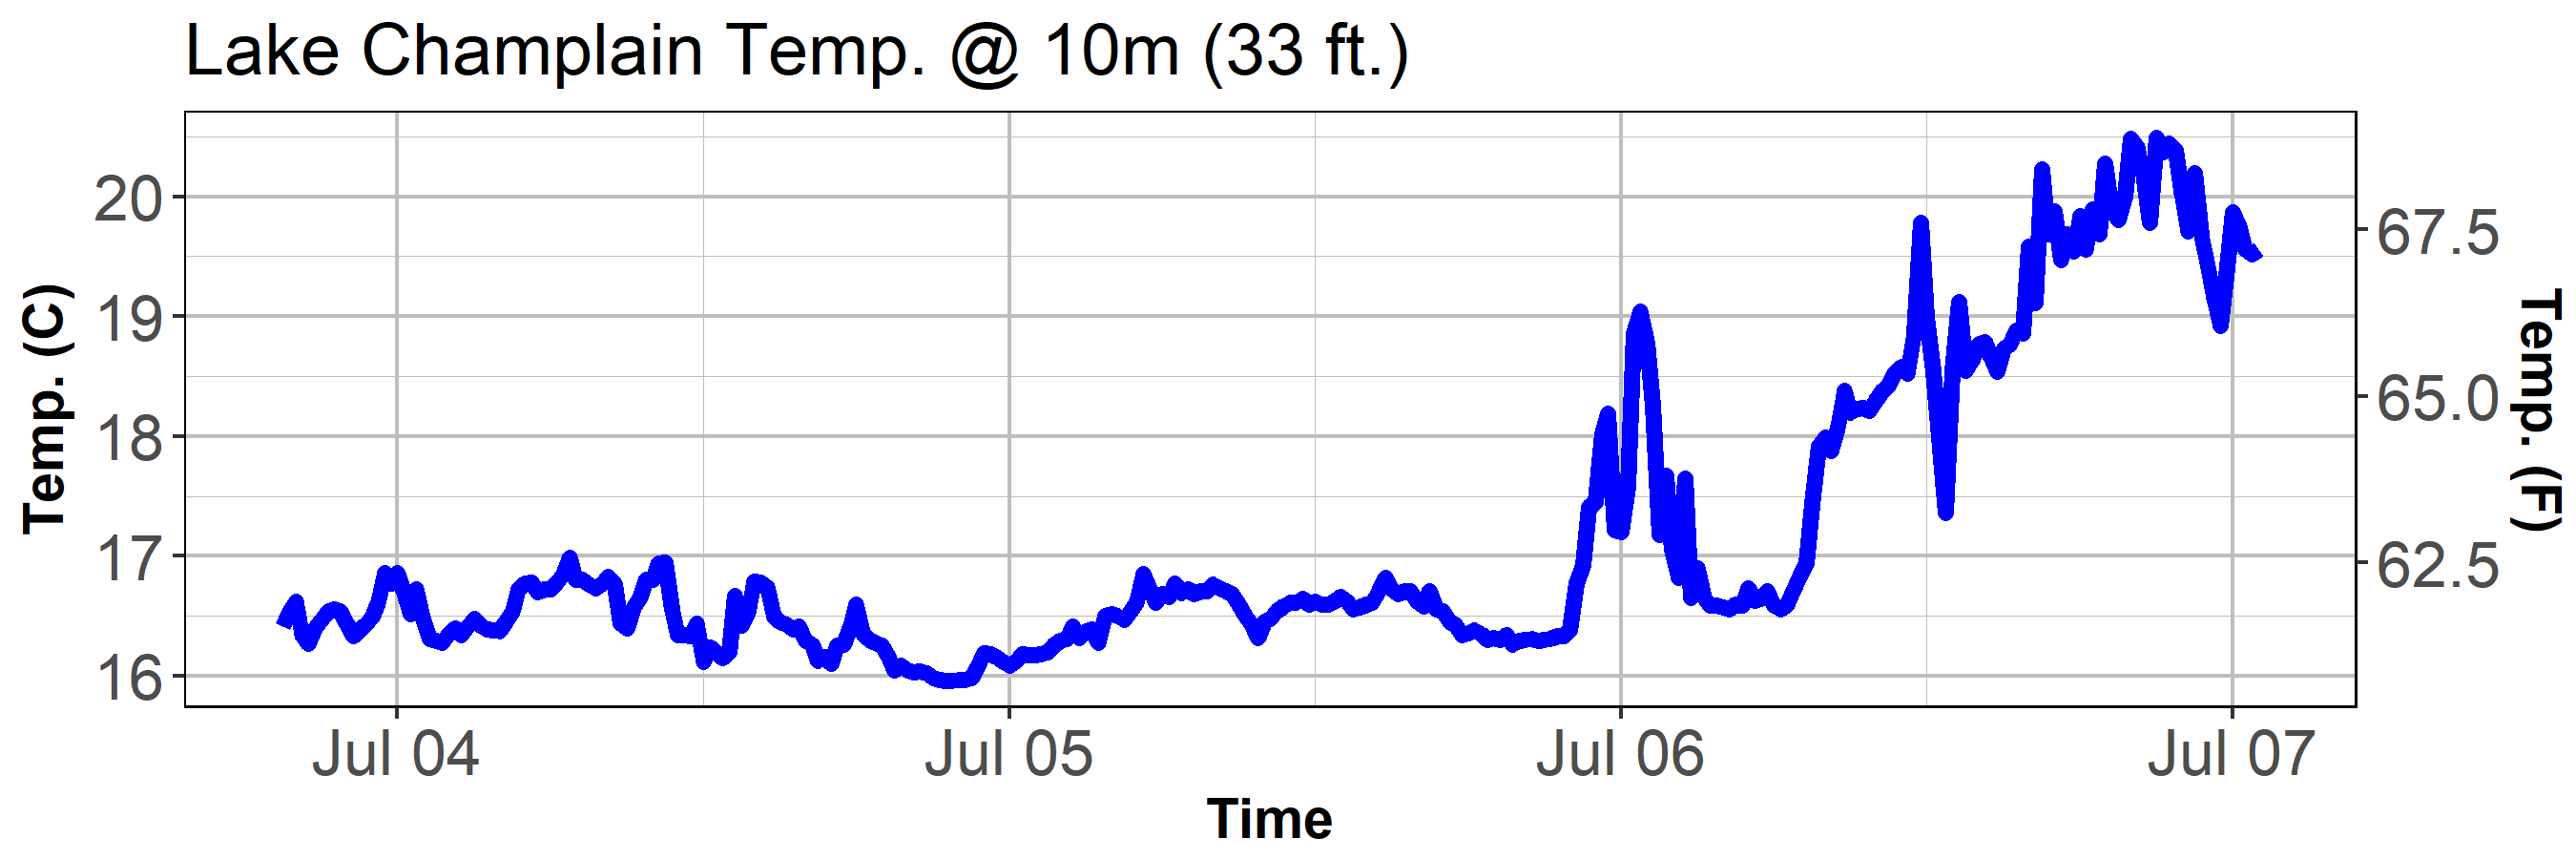 Lake Champlain Temp. @ 10m (33 ft.)
Temp. (C)
20
19
18
17
16
67.5
65.0
62.5
Temp. (F)
Jul 04
Jul 05
Jul 06
Jul 07
Time